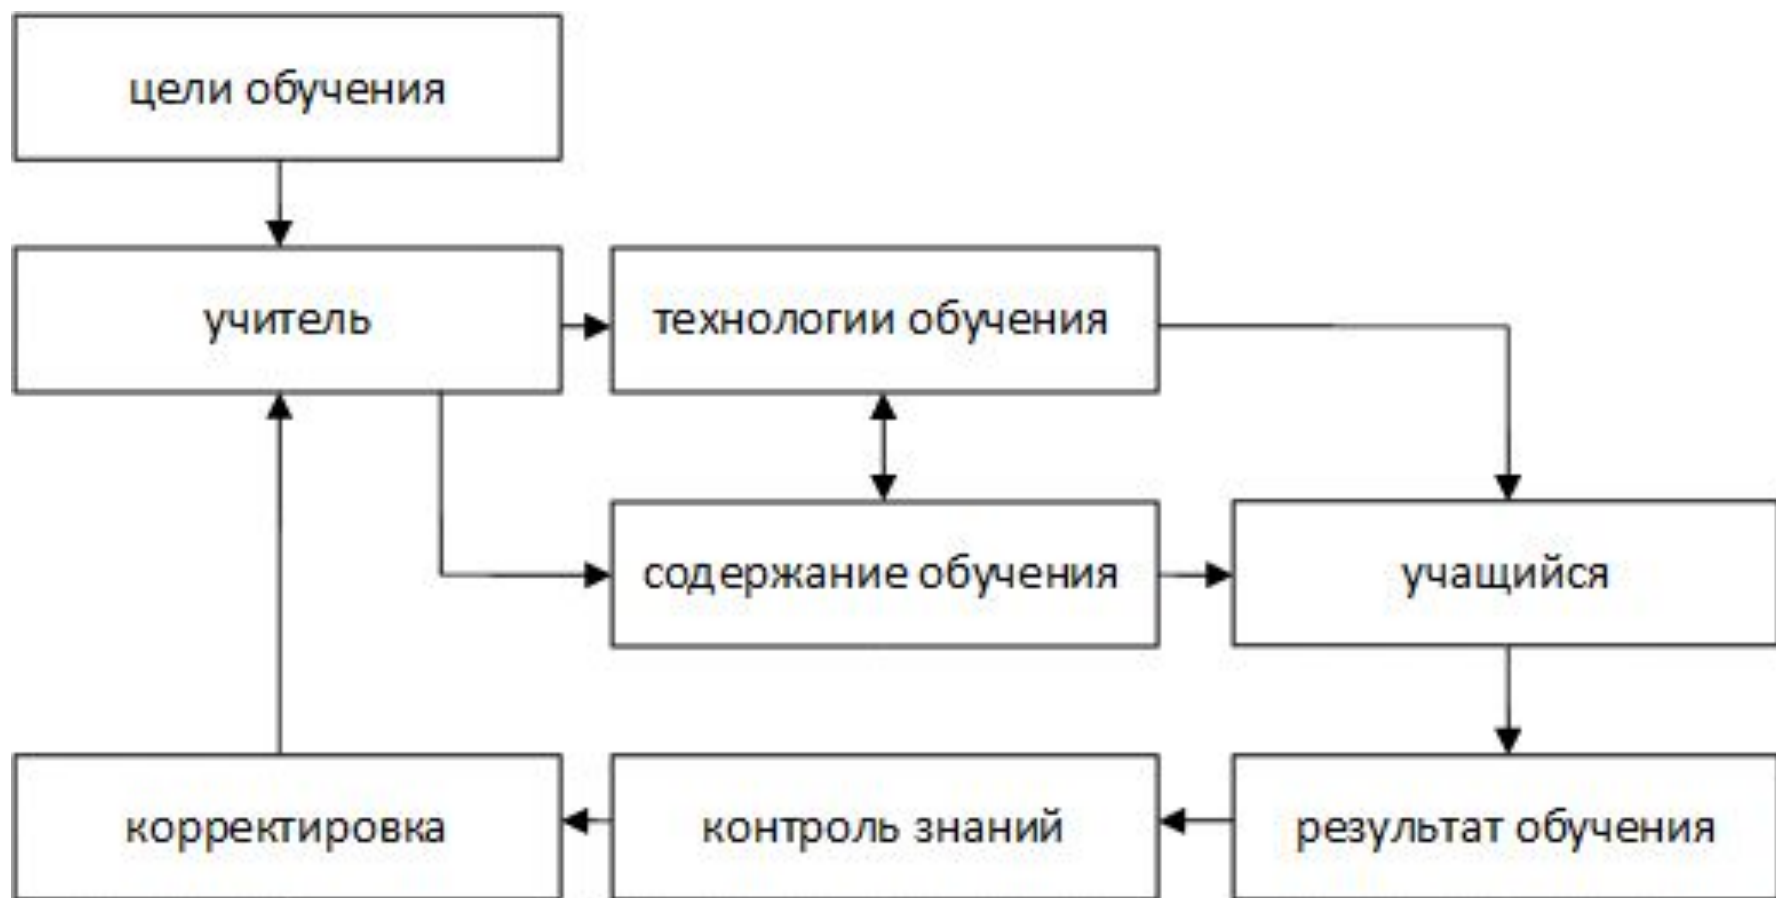 цели обучения
учитель
технологии обучения
содержание обучения
учащийся
корректировка
контроль знаний
результат обучения